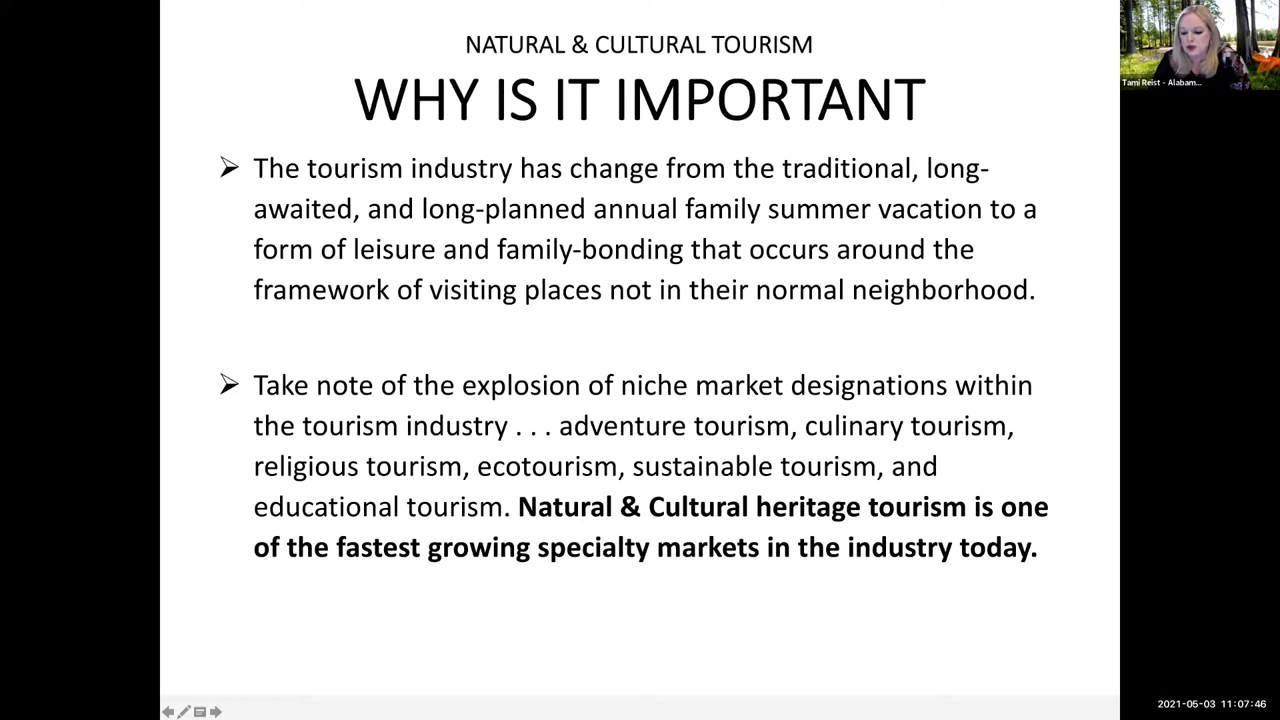 NATURAL & CULTURAL TOURISM
WHY IS IT IMPORTANT
Tami Reist - Alabam...
➢ The tourism industry has change from the traditional, long-
awaited, and long-planned annual family summer vacation to a
form of leisure and family-bonding that occurs around the
framework of visiting places not in their normal neighborhood.
➢ Take note of the explosion of niche market designations within
the tourism industry . . . adventure tourism, culinary tourism,
religious tourism, ecotourism, sustainable tourism, and
educational tourism. Natural & Cultural heritage tourism is one
of the fastest growing specialty markets in the industry today.
2021-05-03 11:07:46